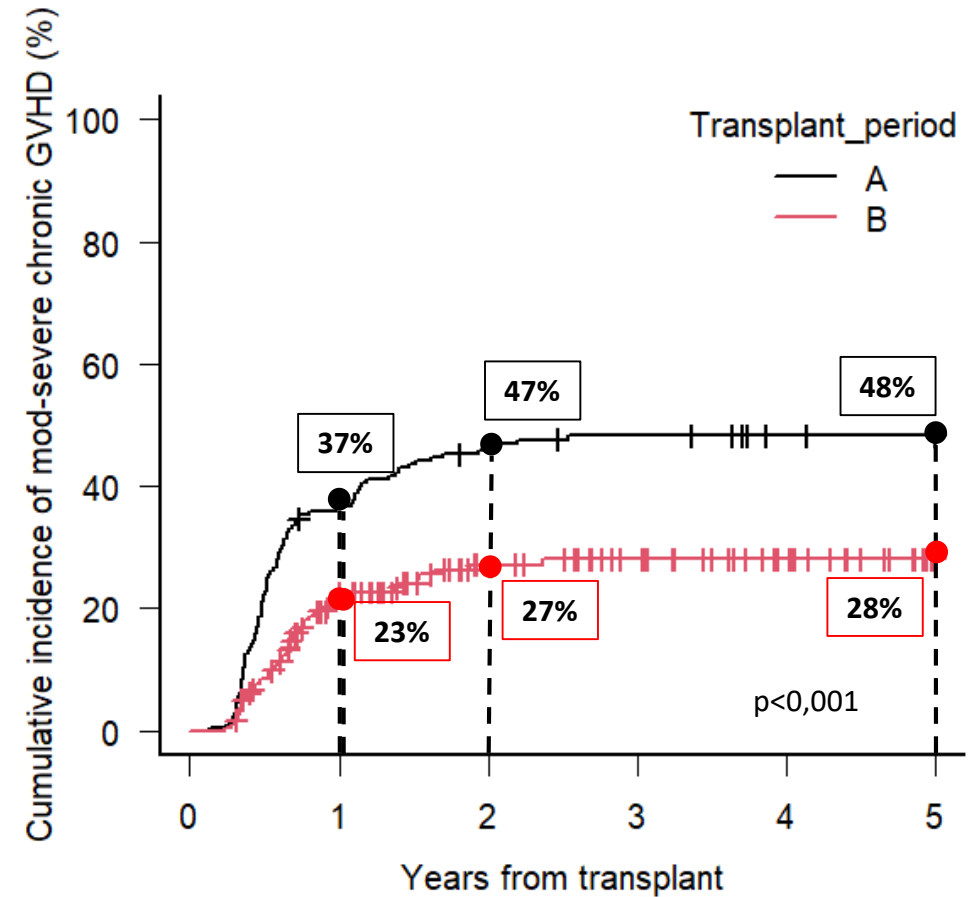 Cumulative incidence of mod-severe chronic GVHD (%)
100
80
60
40
20
0
Transplant_period
A
B
37%
47%
48%
23%
27%
28%
p<0,001
0 1 2 3 4 5
Years from transplant